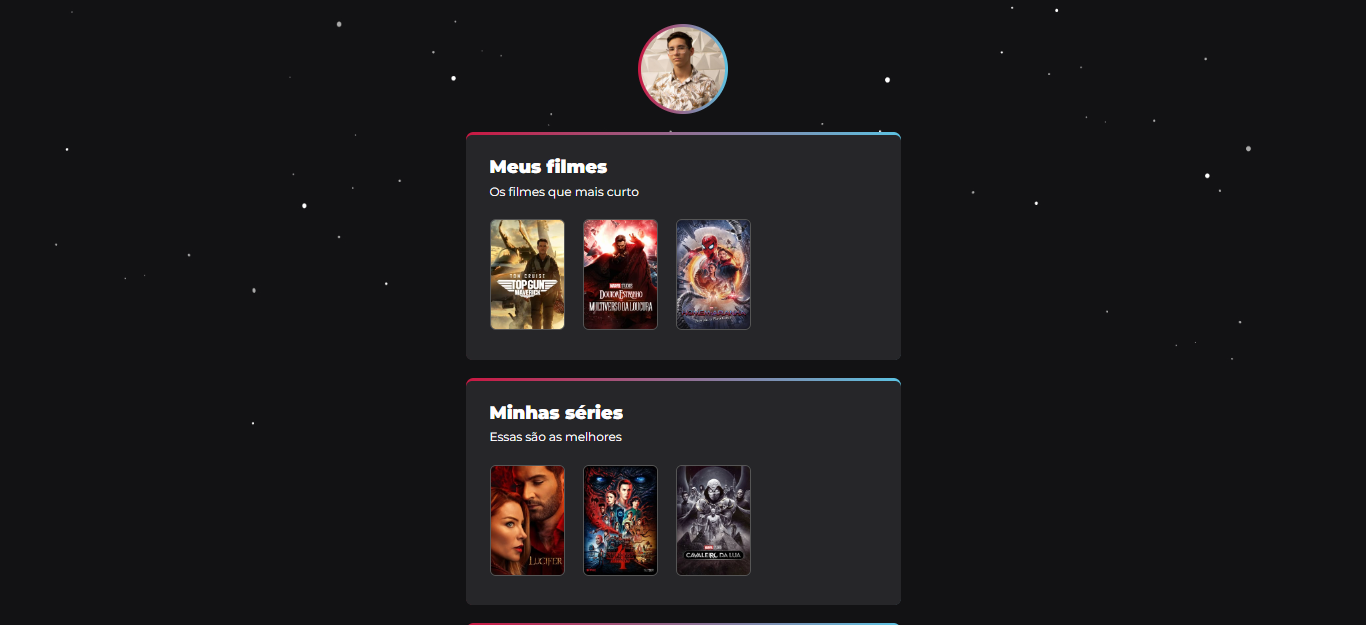 Meus filmes
Os filmes que mais curto
TOM CRUISE
TOP GUN
MAVERICK
MARVEL STUDIOS
DOUTOR ESTRANHO
MULTIVERSO DA LOUCURA
Minhas séries
Essas são as melhores
LUCIFER
4
CAVALEIRO DA LUA